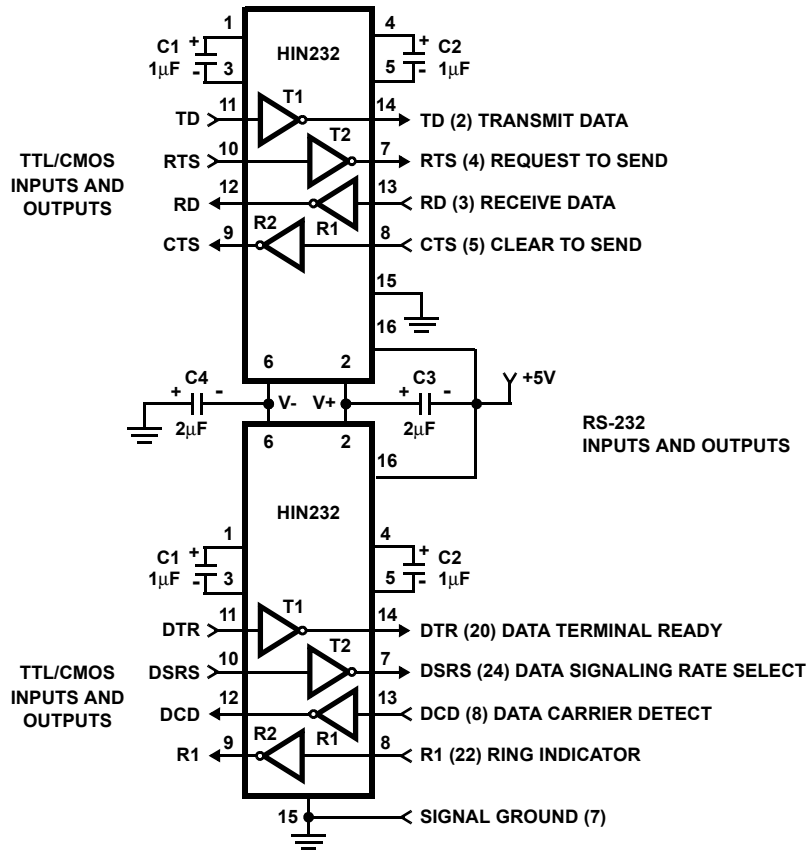 1
4
HIN232
C1 + 1µF -
+ C2 - 1µF
3
5
T1
TD 11
14 TD (2) TRANSMIT DATA
T2
RTS 10
7 RTS (4) REQUEST TO SEND
TTL/CMOS
INPUTS AND
OUTPUTS
RD 12
13 RD (3) RECEIVE DATA
R2
R1
CTS 9
8 CTS (5) CLEAR TO SEND
15
16
6
2
+5V
C4
+ -
2µF
V-
V+
C3
+ -
2µF
RS-232
INPUTS AND OUTPUTS
6
2
16
HIN232
1
4
C1 + 1µF -
+ C2 - 1µF
3
5
T1
DTR 11
14 DTR (20) DATA TERMINAL READY
T2
DSRS 10
7 DSRS (24) DATA SIGNALING RATE SELECT
TTL/CMOS
INPUTS AND
OUTPUTS
DCD 12
13 DCD (8) DATA CARRIER DETECT
R2
R1
R1 9
8 R1 (22) RING INDICATOR
15
SIGNAL GROUND (7)